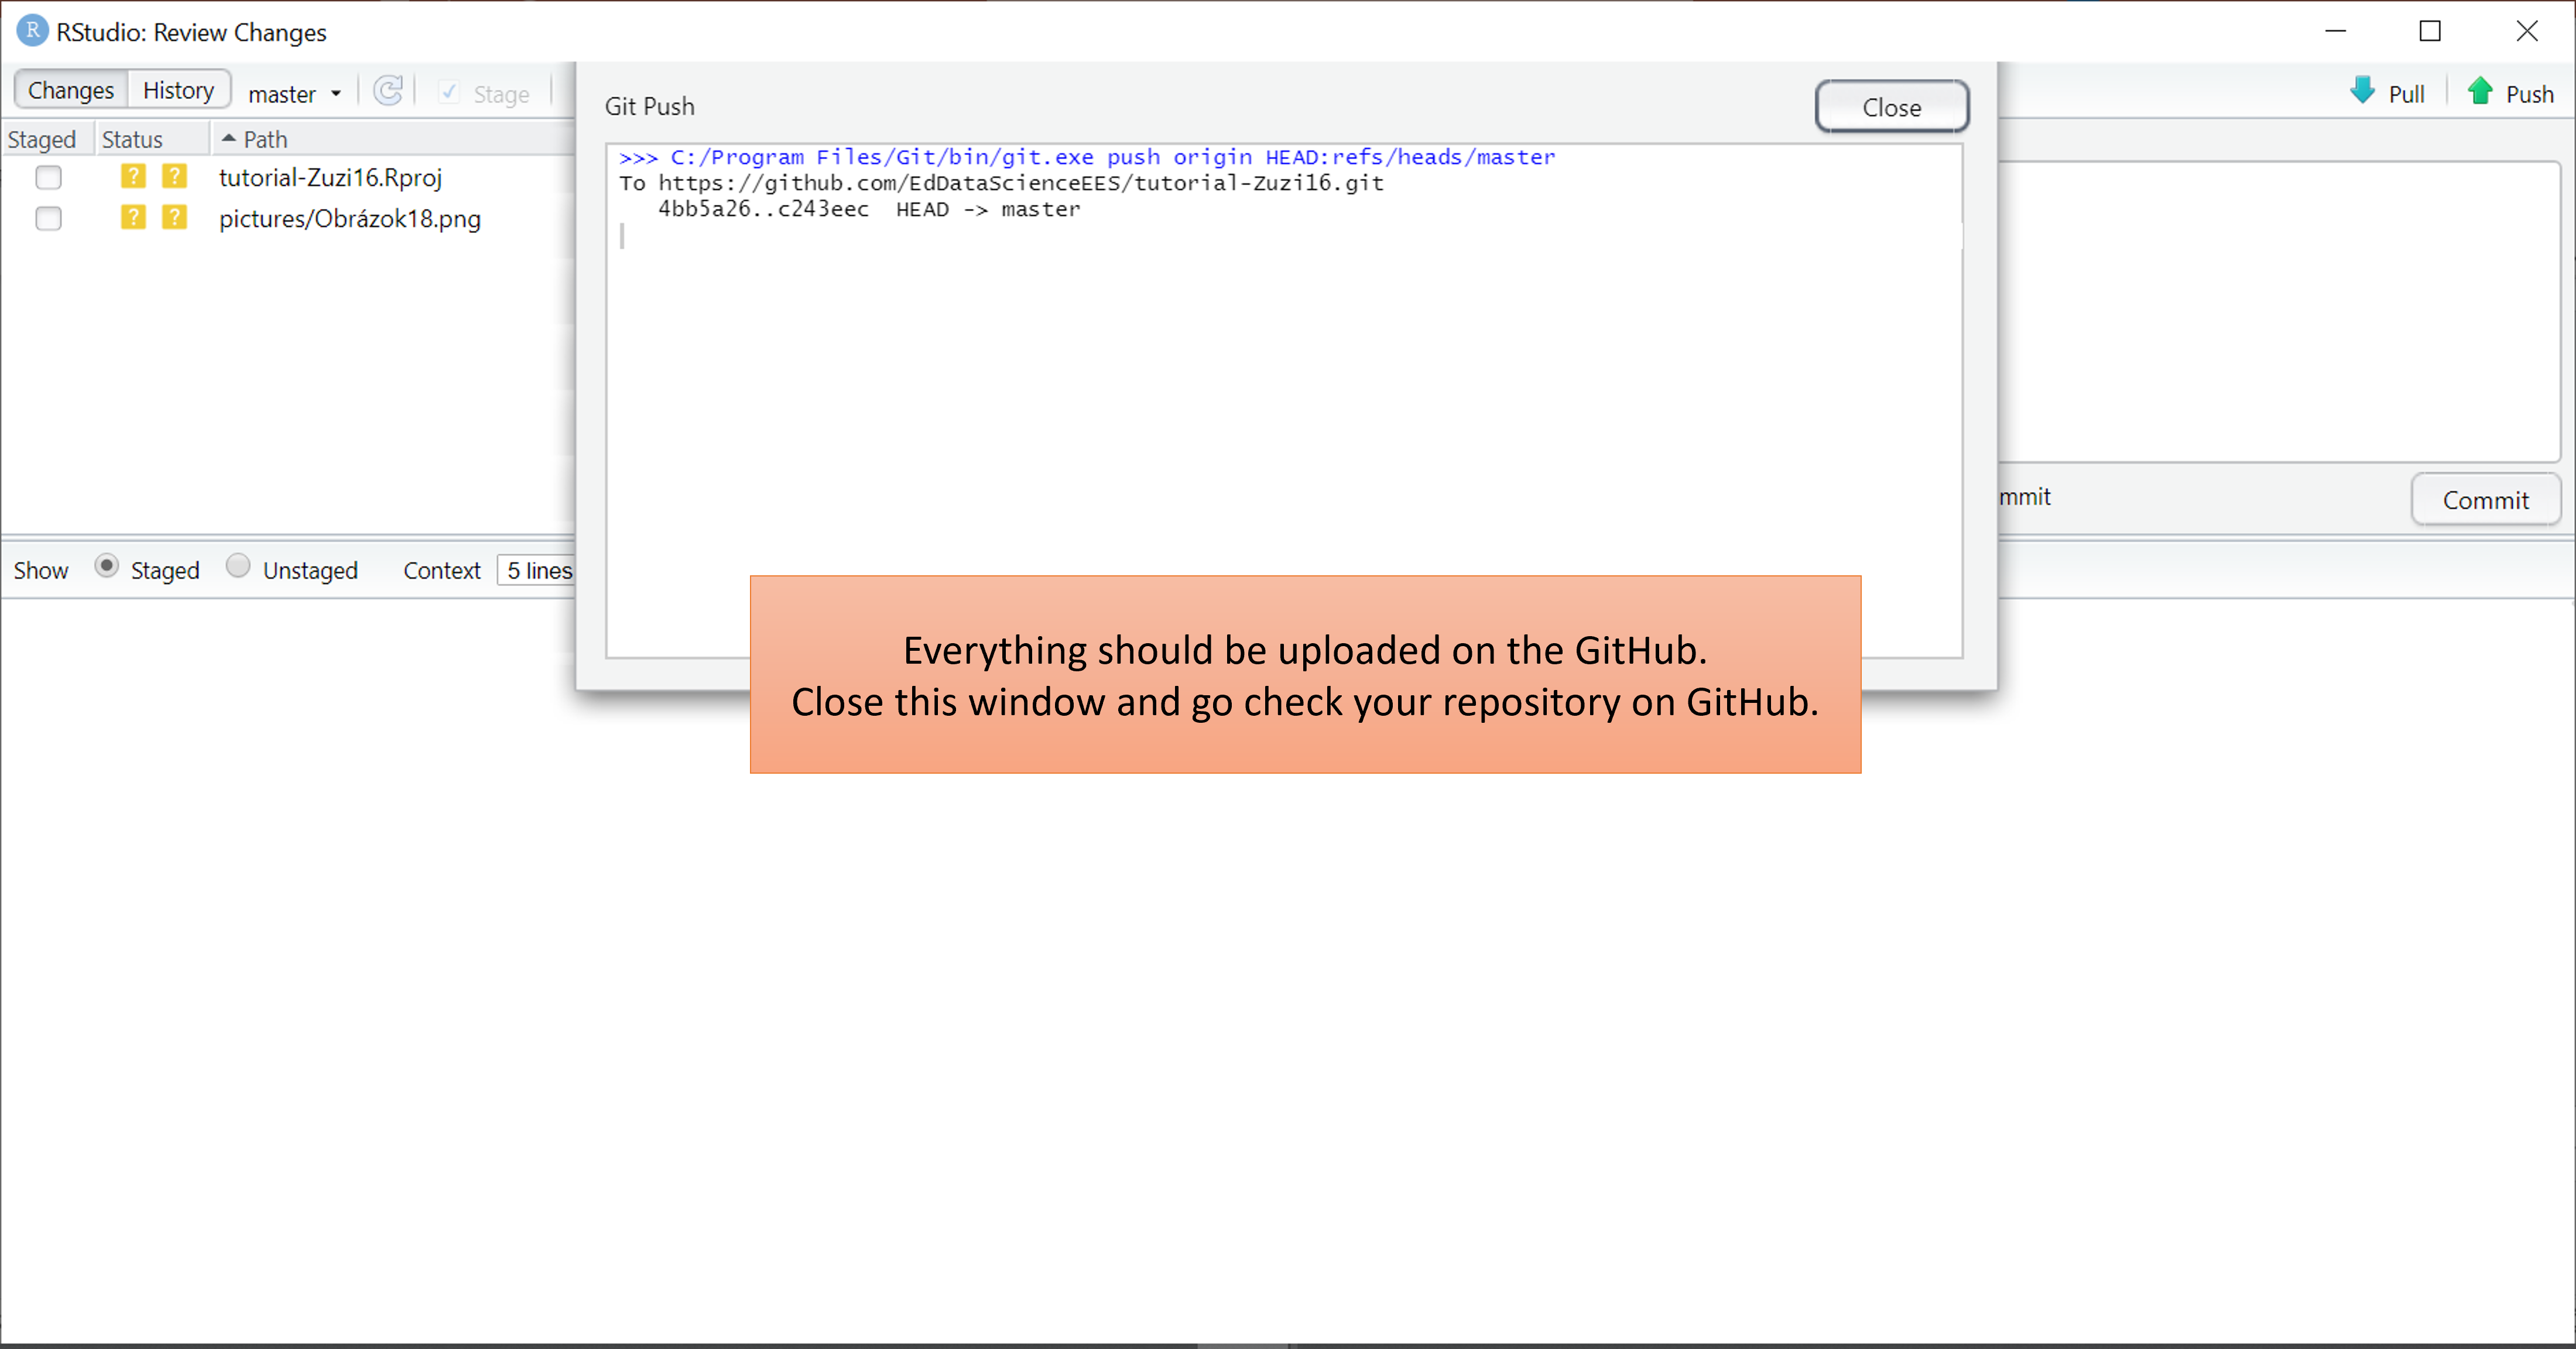 R RStudio: Review Changes
Changes History master Stage
Pull Push
Staged Status Path
? ? tutorial-Zuzi16.Rproj
? ? pictures/Obrázok18.png
Git Push
Close
>>> C:/Program Files/Git/bin/git.exe push origin HEAD:refs/heads/master
To https://github.com/EdDataScienceEES/tutorial-Zuzi16.git
4bb5a26..c243eec HEAD -> master
mmit
Commit
Show Staged Unstaged Context 5 lines
Everything should be uploaded on the GitHub.
Close this window and go check your repository on GitHub.